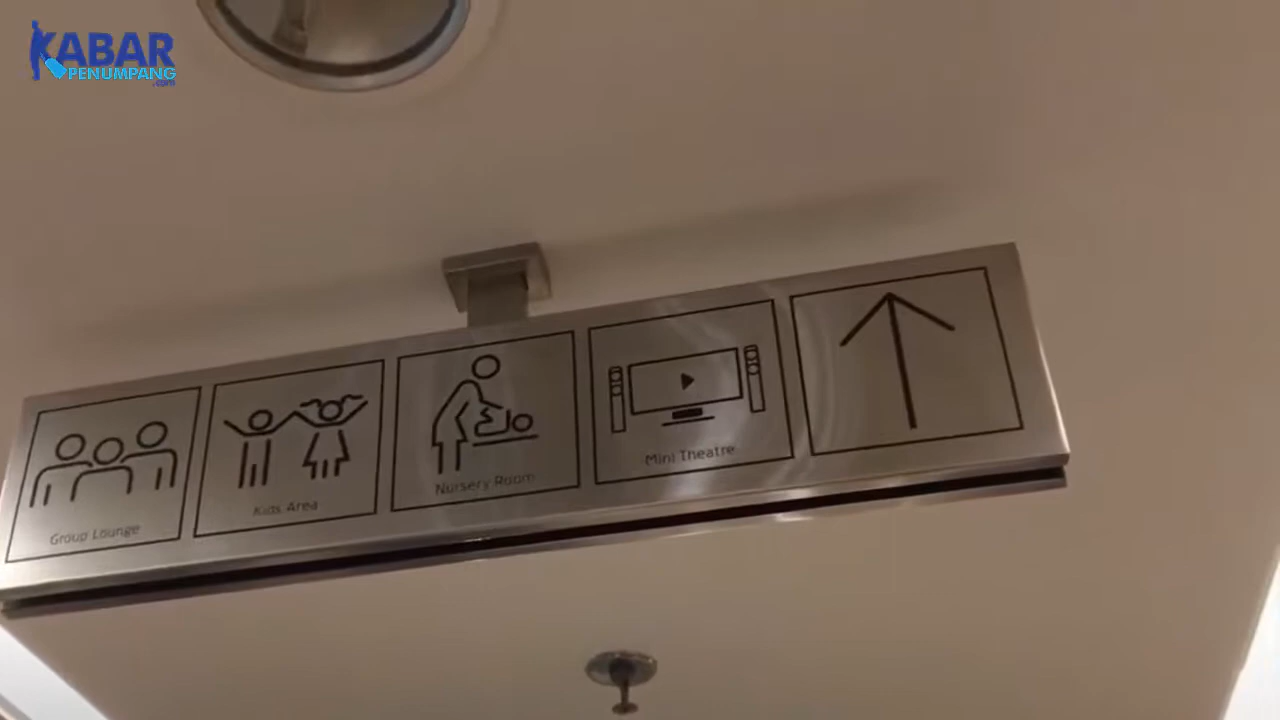 KABAR
PENUMPANG
.com
Group Lounge
Kids Area
Nursery Room
Mini Theatre